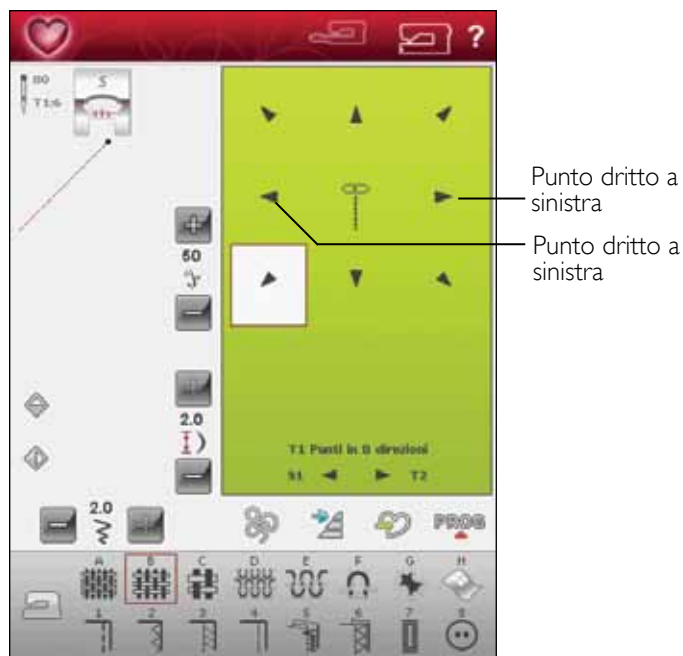 ?
80
S
T1:6
Punto dritto a
sinistra
Punto dritto a
sinistra
50
2.0
T1 Punti in 8 direzioni
S1 T2
2.0
PROG
A B C D E F G H
1 2 3 4 5 6 7 8